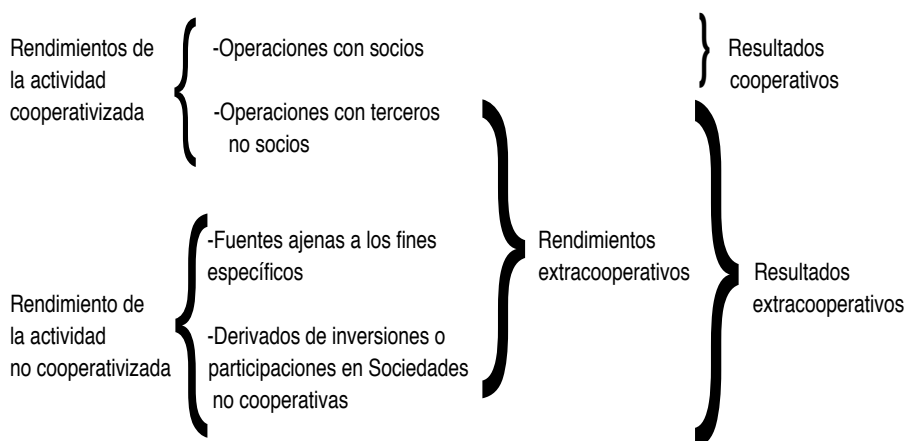 Rendimientos de
la actividad
cooperativizada
-Operaciones con socios
-Operaciones con terceros
no socios
Resultados
cooperativos
Rendimiento de
la actividad
no cooperativizada
-Fuentes ajenas a los fines
específicos
-Derivados de inversiones o
participaciones en Sociedades
no cooperativas
Rendimientos
extracooperativos
Resultados
extracooperativos